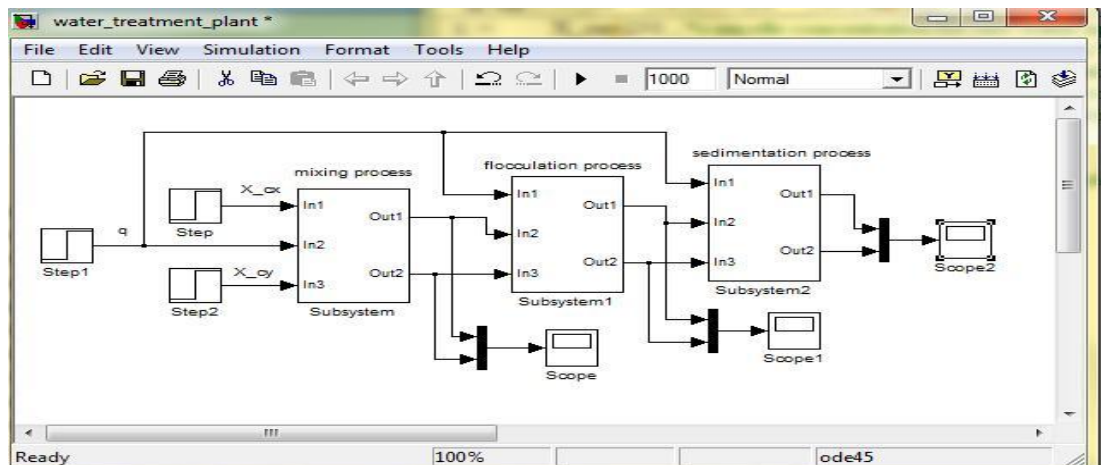 water_treatment_plant *
File Edit View Simulation Format Tools Help
1000 Normal
sedimentation process
flocculation process
mixing process
X_cx
In1
Out1
In2
Out2
In3
Subsystem
In1
Out1
In2
Out2
In3
Subsystem1
In1
Out1
In2
Out2
In3
Subsystem2
Step
q
Step1
X_cy
Step2
Scope
Scope1
Scope2
Ready 100% ode45